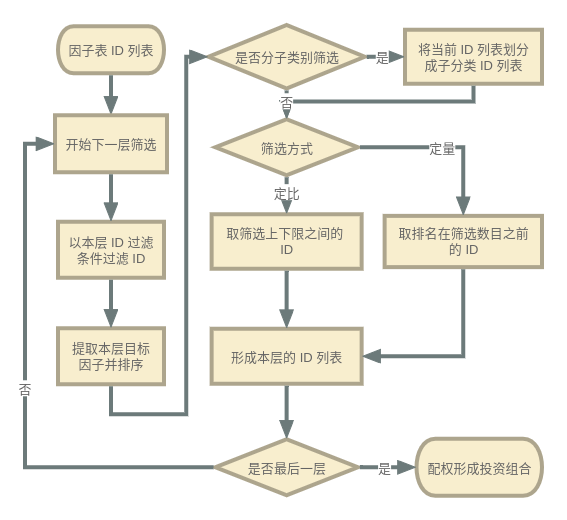 因子表 ID 列表
开始下一层筛选
以本层 ID 过滤
条件过滤 ID
提取本层目标
因子并排序
是否分子类别筛选
是
将当前 ID 列表划分
成子分类 ID 列表
否
筛选方式
定量
定比
取筛选上下限之间的
ID
取排名在筛选数目之前
的 ID
形成本层的 ID 列表
否
是否最后一层
是
配权形成投资组合